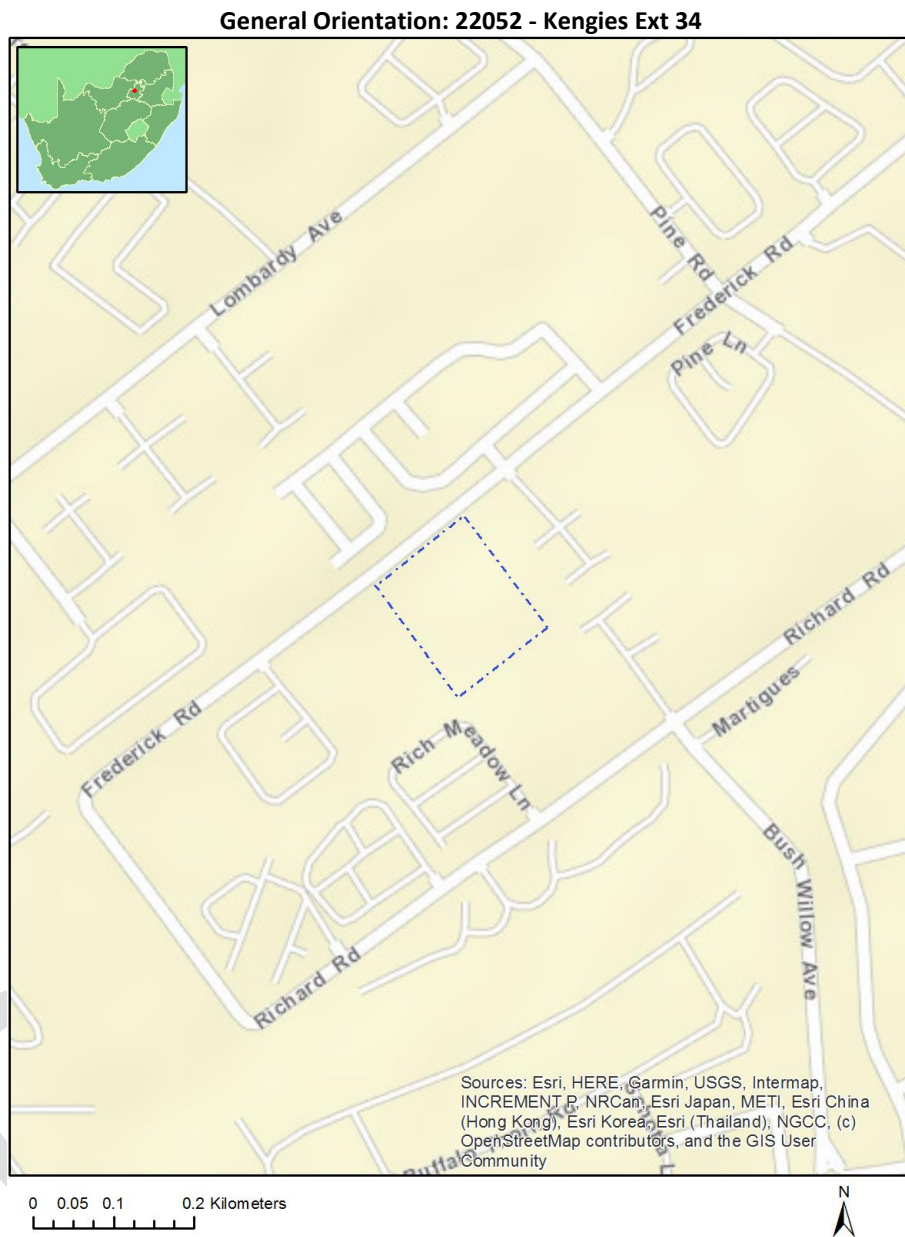 General Orientation: 22052 - Kengies Ext 34
Lombardy Ave
Pine Rd
Frederick Rd
Pine Ln
Richard Rd
Martigues
Rich Meadow Ln
Frederick Rd
Bush Willow Ave
Richard Rd
Sources: Esri, HERE, Garmin, USGS, Intermap,
INCREMENT P, NRCan, Esri Japan, METI, Esri China
(Hong Kong), Esri Korea, Esri (Thailand), NGCC, (c)
OpenStreetMap contributors, and the GIS User
Community
Buffalo Rd
0 0.05 0.1 0.2 Kilometers
N